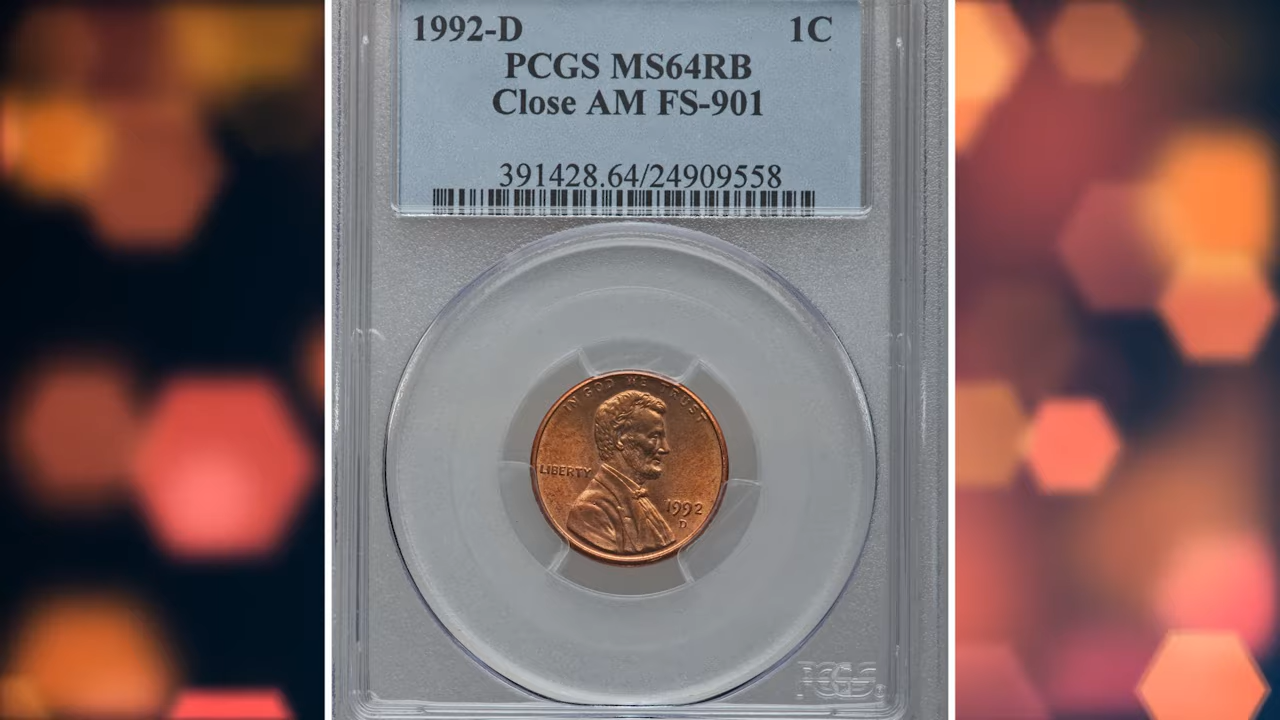 1992-D 1C
PCGS MS64RB
Close AM FS-901
391428.64/24909558
IN GOD WE TRUST
LIBERTY
1992
D
PCGS